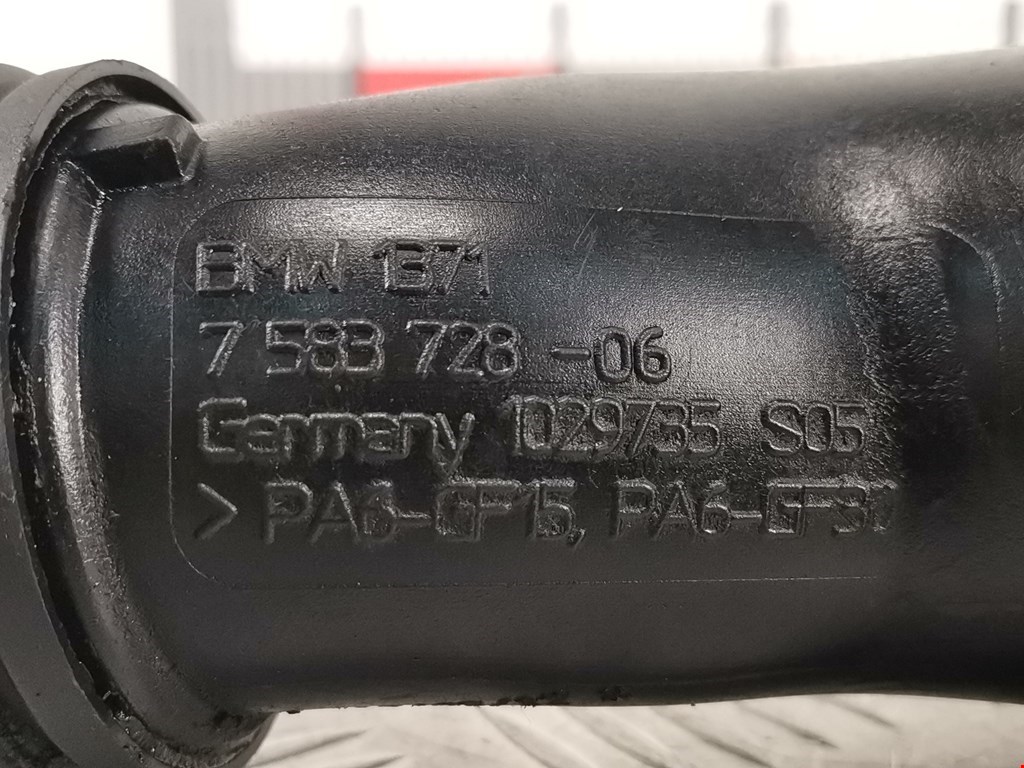 BMW 1371
7 583 728 -06
Germany 1029735 S05
>PA6-GF15, PA6-GF30